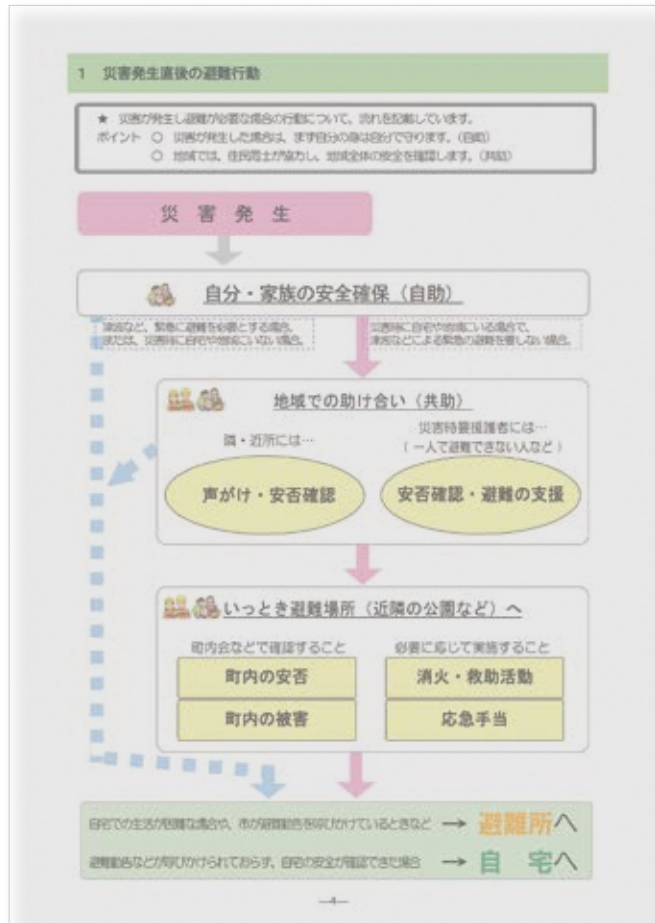 1 災害発生直後の避難行動
★ 災害が発生し避難が必要な場合の行動について、流れを記載しています。
ポイント ○ 災害が発生した場合は、まず自分の身は自分で守ります。(自助)
○ 地域では、住民同士が協力し、地域全体の安全を確認します。(共助)
災 害 発 生
自分・家族の安全確保(自助)
津波など、緊急に避難を必要とする場合、
または、災害時に自宅や地域にいない場合。
災害時に自宅や地域にいる場合で、
津波などによる緊急の避難を要しない場合。
地域での助け合い(共助)
隣・近所には…
災害時要援護者には…
(一人で避難できない人など)
声がけ・安否確認
安否確認・避難の支援
いっとき避難場所(近隣の公園など)へ
町内会などで確認すること
必要に応じて実施すること
町内の安否
消火・救助活動
町内の被害
応急手当
自宅での生活が困難な場合や、市が避難勧告を呼びかけているときなど → 避難所へ
避難勧告などが呼びかけられておらず、自宅の安全が確認できた場合 → 自 宅へ
—4—